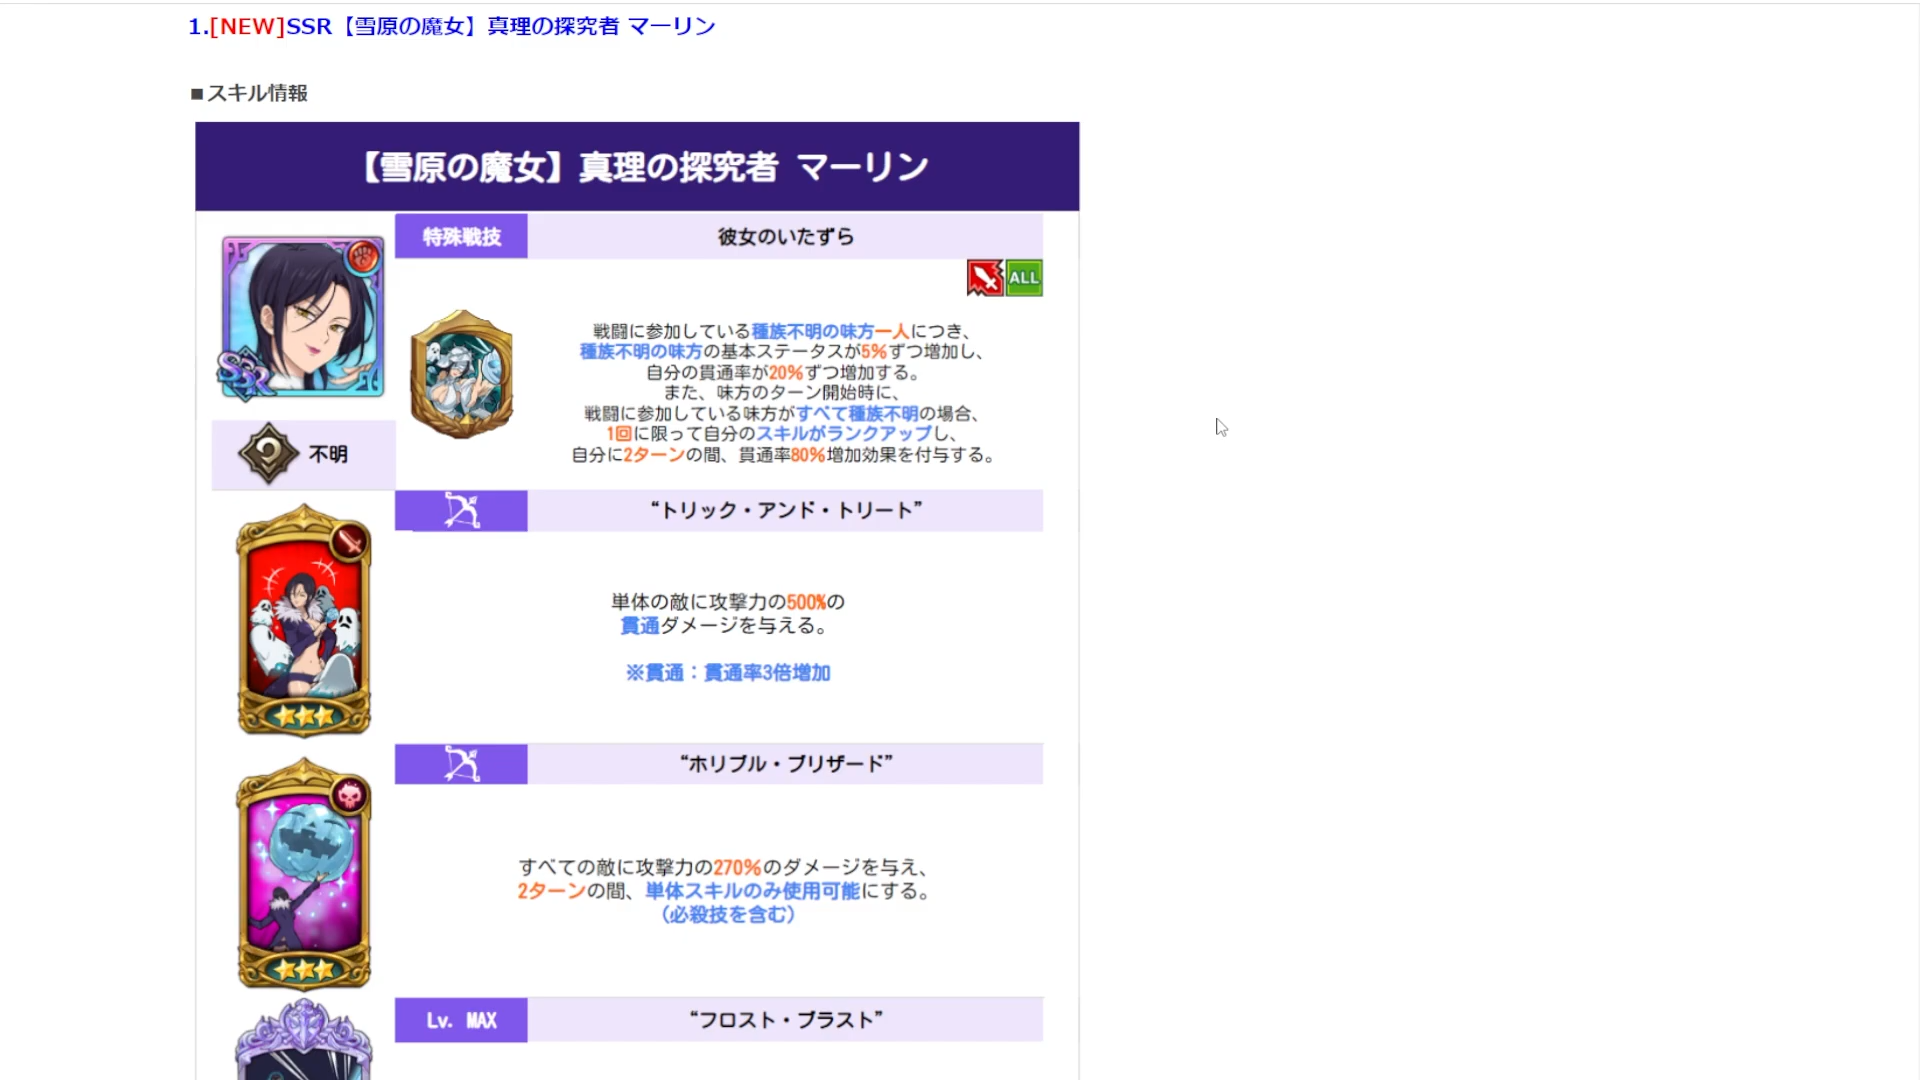 1.[NEW]SSR【雪原の魔女】真理の探究者 マーリン
■スキル情報
【雪原の魔女】真理の探究者 マーリン
特殊戦技
彼女のいたずら
ALL
戦闘に参加している種族不明の味方一人につき、
種族不明の味方の基本ステータスが5%ずつ増加し、
自分の貫通率が20%ずつ増加する。
また、味方のターン開始時に、
戦闘に参加している味方がすべて種族不明の場合、
1回に限って自分のスキルがランクアップし、
自分に2ターンの間、貫通率80%増加効果を付与する。
SSR
不明
“トリック・アンド・トリート”
単体の敵に攻撃力の500%の
貫通ダメージを与える。
※貫通：貫通率3倍増加
“ホリブル・ブリザード”
すべての敵に攻撃力の270%のダメージを与え、
2ターンの間、単体スキルのみ使用可能にする。
（必殺技を含む）
Lv. MAX
“フロスト・ブラスト”